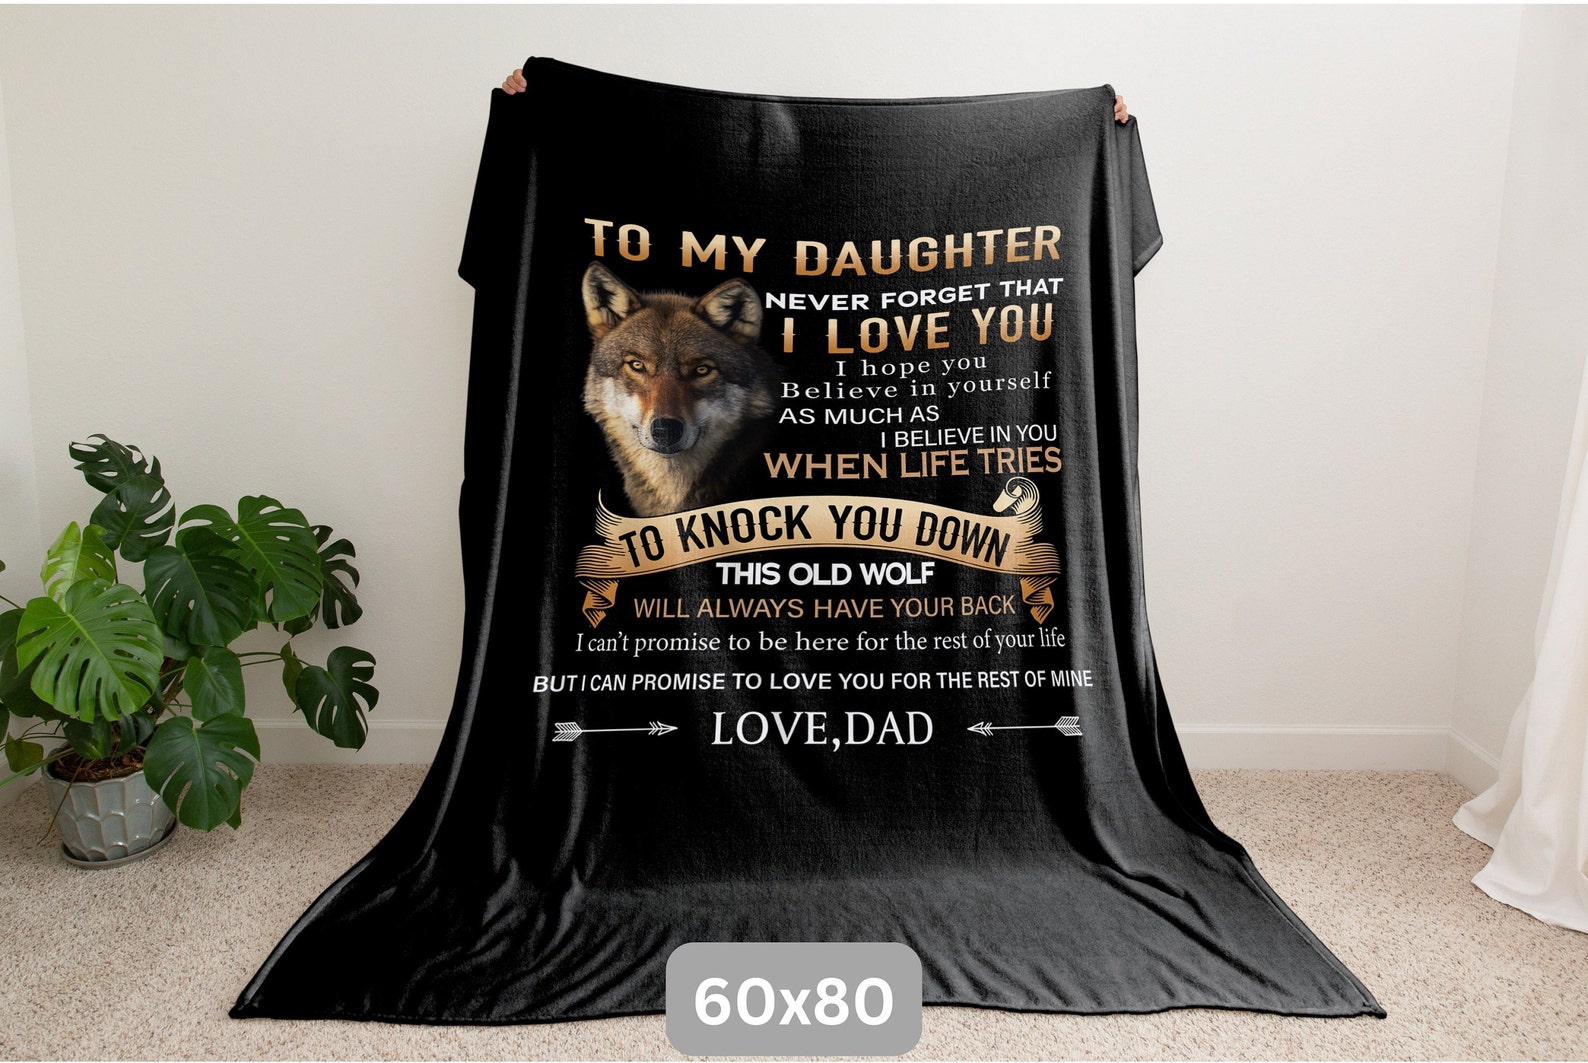 TO MY DAUGHTER
NEVER FORGET THAT
I LOVE YOU
I hope you
Believe in yourself
AS MUCH AS
I BELIEVE IN YOU
WHEN LIFE TRIES
TO KNOCK YOU DOWN
THIS OLD WOLF
WILL ALWAYS HAVE YOUR BACK
I can't promise to be here for the rest of your life
BUT I CAN PROMISE TO LOVE YOU FOR THE REST OF MINE
LOVE,DAD
60x80